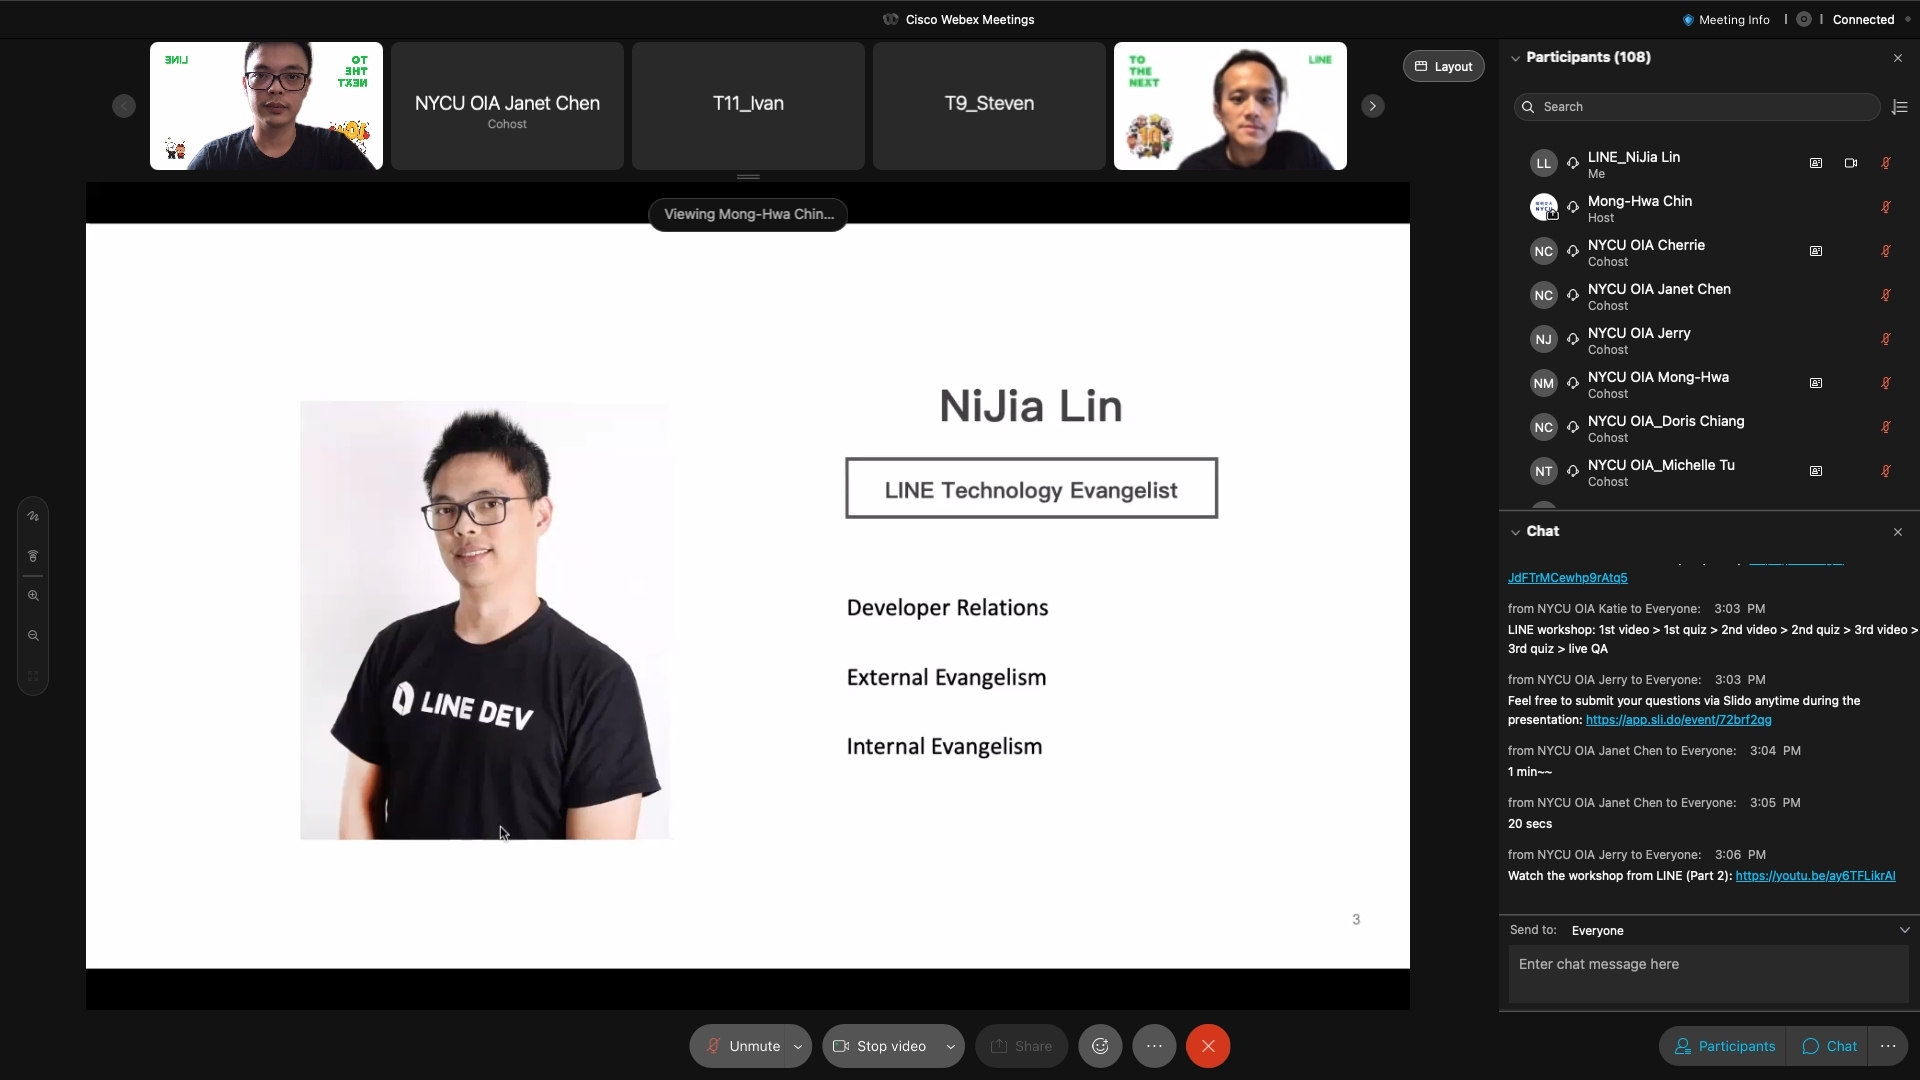 Cisco Webex Meetings
Meeting Info
Connected
LINE
TO
THE
NEXT
NYCU OIA Janet Chen
Cohost
T11_Ivan
T9_Steven
TO
THE
NEXT
LINE
Layout
Viewing Mong-Hwa Chin...
NiJia Lin
LINE Technology Evangelist
Developer Relations
External Evangelism
Internal Evangelism
LINE DEV
3
Participants (108)
Search
LL
LINE_NiJia Lin
Me
Mong-Hwa Chin
Host
NC
NYCU OIA Cherrie
Cohost
NC
NYCU OIA Janet Chen
Cohost
NJ
NYCU OIA Jerry
Cohost
NM
NYCU OIA Mong-Hwa
Cohost
NC
NYCU OIA_Doris Chiang
Cohost
NT
NYCU OIA_Michelle Tu
Cohost
Chat
JdFTrMCewhp9rAtq5
from NYCU OIA Katie to Everyone: 3:03 PM
LINE workshop: 1st video > 1st quiz > 2nd video > 2nd quiz > 3rd video >
3rd quiz > live QA
from NYCU OIA Jerry to Everyone: 3:03 PM
Feel free to submit your questions via Slido anytime during the
presentation: https://app.sli.do/event/72brf2qg
from NYCU OIA Janet Chen to Everyone: 3:04 PM
1 min~~
from NYCU OIA Janet Chen to Everyone: 3:05 PM
20 secs
from NYCU OIA Jerry to Everyone: 3:06 PM
Watch the workshop from LINE (Part 2): https://youtu.be/ay6TFLikrAI
Send to: Everyone
Enter chat message here
Unmute
Stop video
Share
Participants
Chat